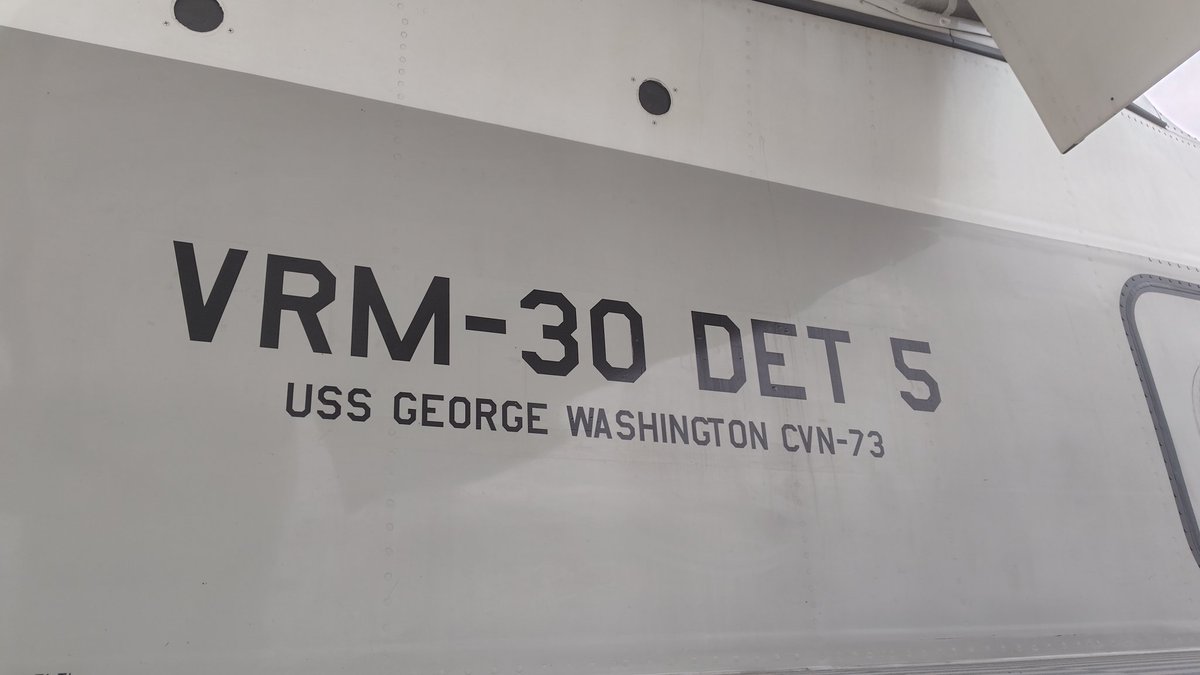 VRM-30 DET 5
USS GEORGE WASHINGTON CVN-73